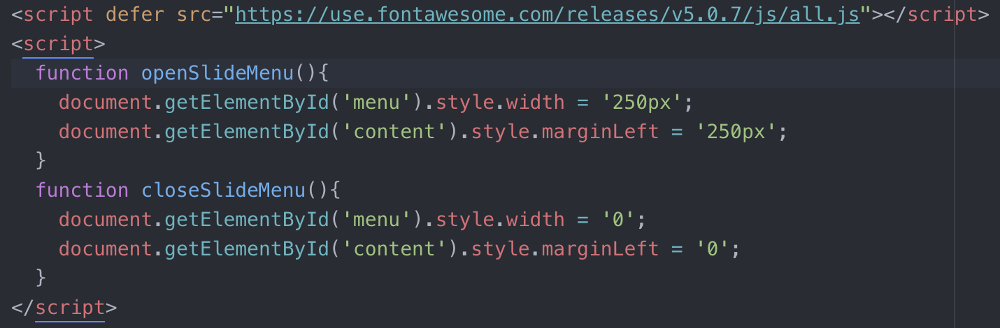 <script defer src="https://use.fontawesome.com/releases/v5.0.7/js/all.js"></script>
<script>
  function openSlideMenu(){
    document.getElementById('menu').style.width = '250px';
    document.getElementById('content').style.marginLeft = '250px';
  }
  function closeSlideMenu(){
    document.getElementById('menu').style.width = '0';
    document.getElementById('content').style.marginLeft = '0';
  }
</script>